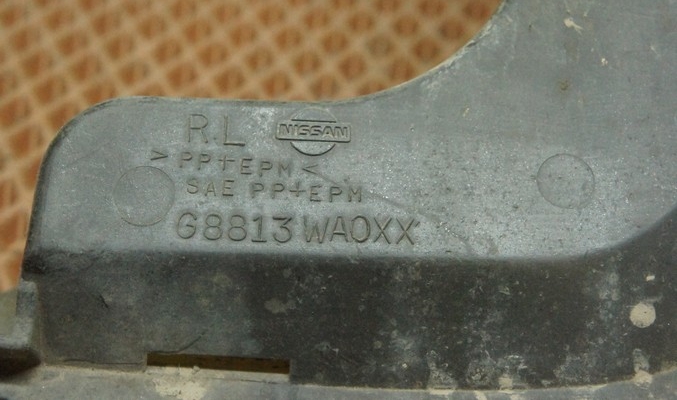 R.L NISSAN
>PP+EPM<
SAE PP+EPM
G8813 WA0XX